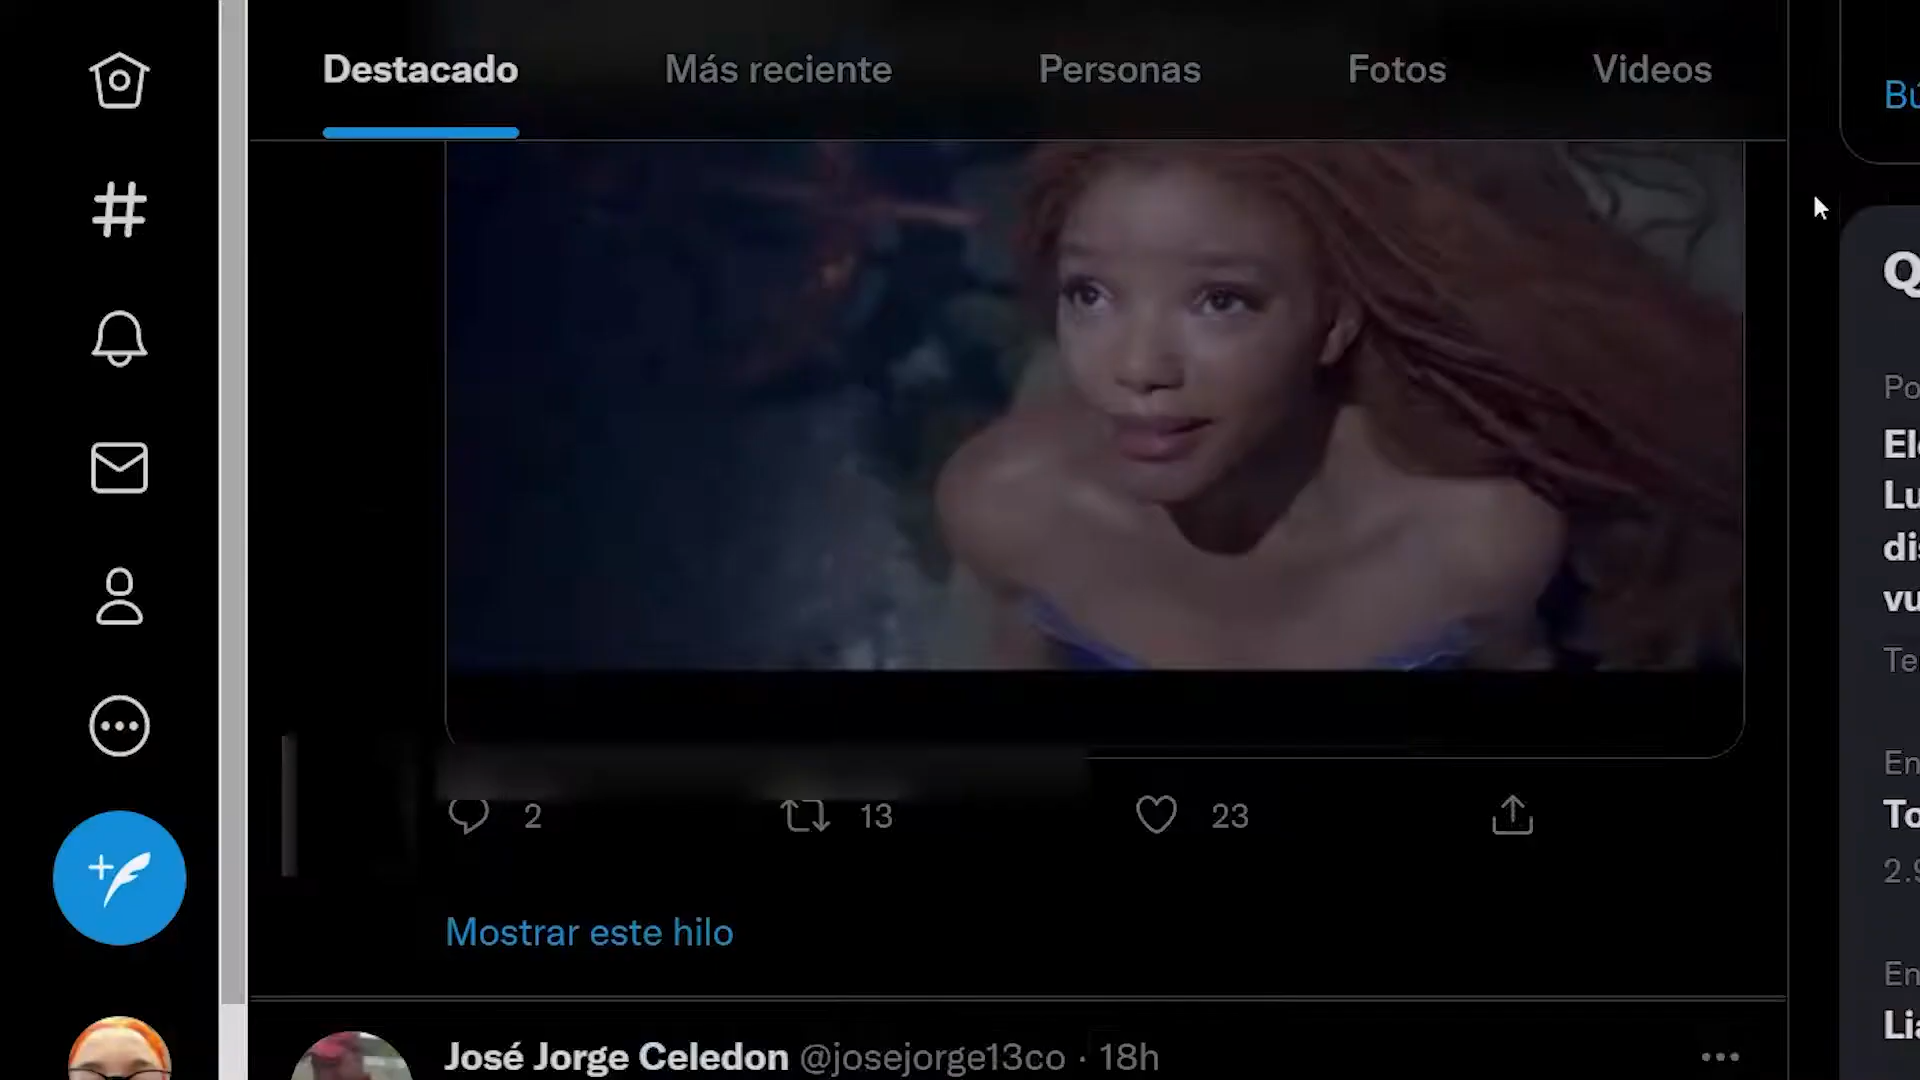 Destacado
Más reciente
Personas
Fotos
Videos
2
13
23
Mostrar este hilo
José Jorge Celedon @josejorge13co · 18h